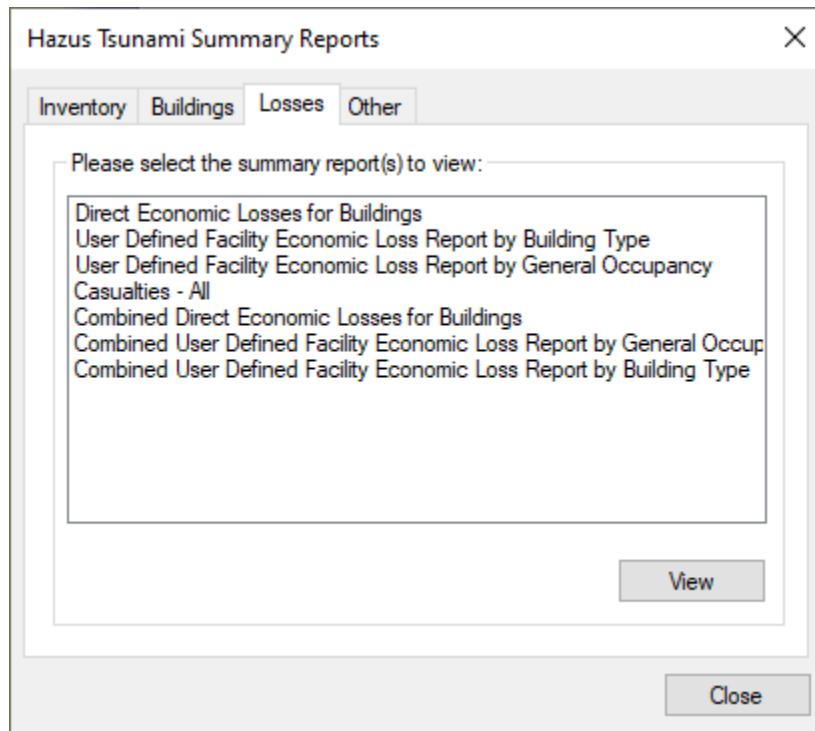 Hazus Tsunami Summary Reports
Inventory Buildings Losses Other
Please select the summary report(s) to view:
Direct Economic Losses for Buildings
User Defined Facility Economic Loss Report by Building Type
User Defined Facility Economic Loss Report by General Occupancy
Casualties - All
Combined Direct Economic Losses for Buildings
Combined User Defined Facility Economic Loss Report by General Occup
Combined User Defined Facility Economic Loss Report by Building Type
View
Close